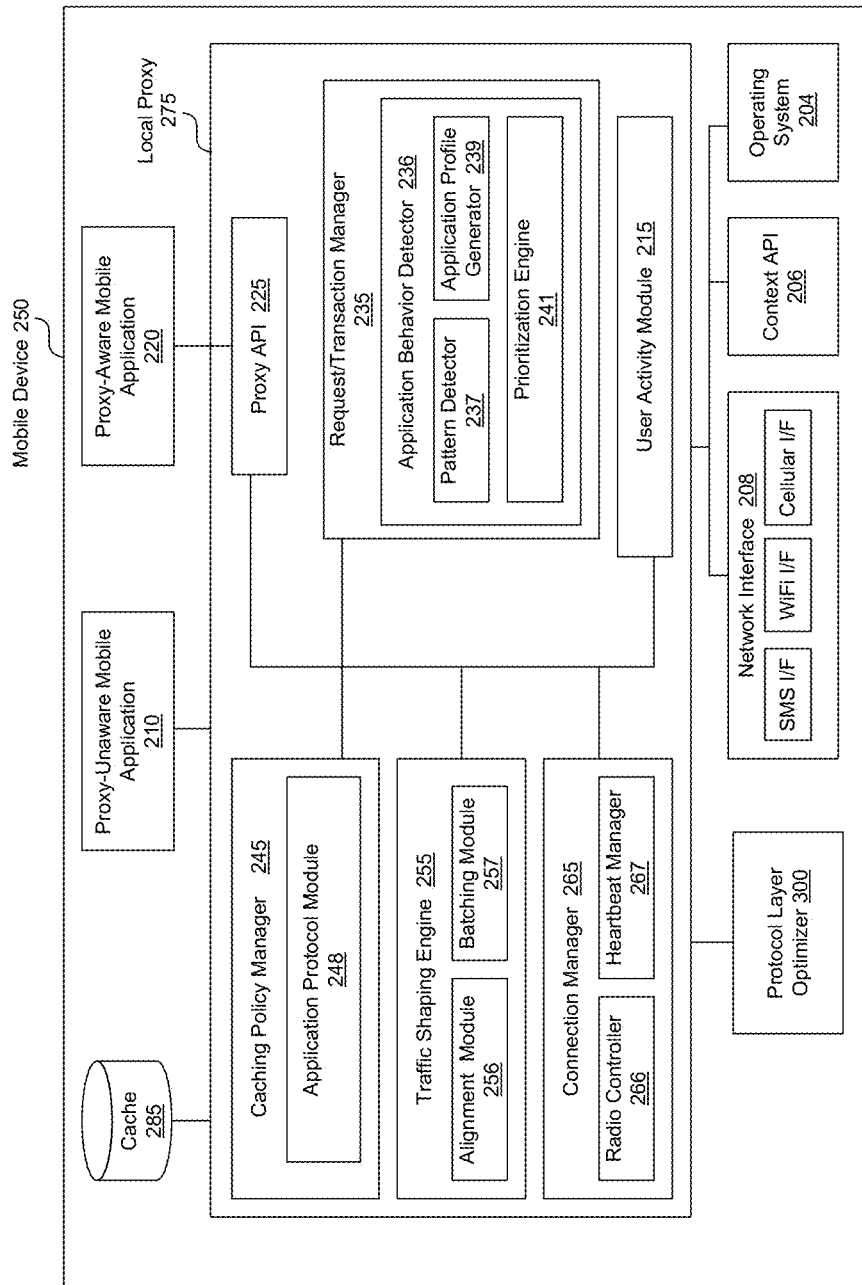 Mobile Device 250
Local Proxy
275
Cache
285
Proxy-Unaware Mobile
Application
210
Proxy-Aware Mobile
Application
220
Caching Policy Manager
245
Application Protocol Module
248
Traffic Shaping Engine 255
Alignment Module
256
Batching Module
257
Connection Manager
265
Radio Controller
266
Heartbeat Manager
267
Proxy API 225
Request/Transaction Manager
235
Application Behavior Detector
236
Pattern Detector
237
Application Profile
Generator 239
Prioritization Engine
241
User Activity Module 215
Protocol Layer
Optimizer 300
Network Interface 208
SMS I/F
WiFi I/F
Cellular I/F
Context API
206
Operating
System
204